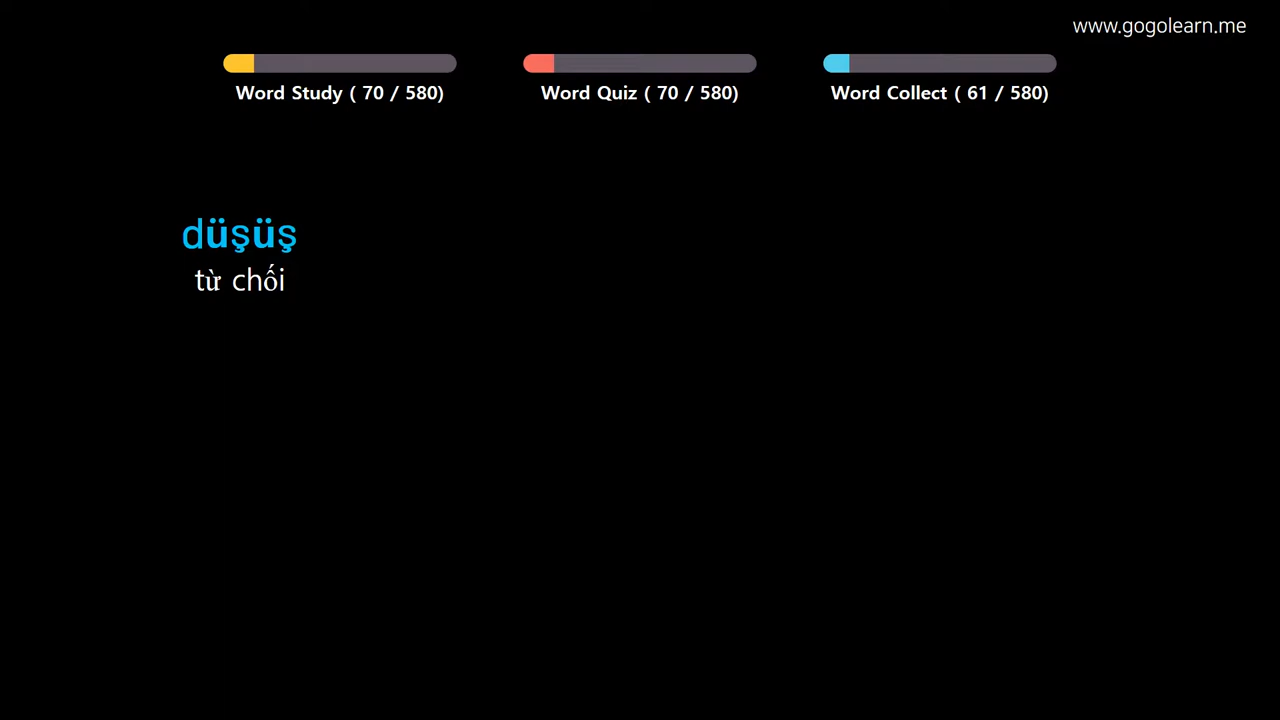 www.gogolearn.me
Word Study ( 70 / 580)
Word Quiz ( 70 / 580)
Word Collect ( 61 / 580)
düşüş
từ chối